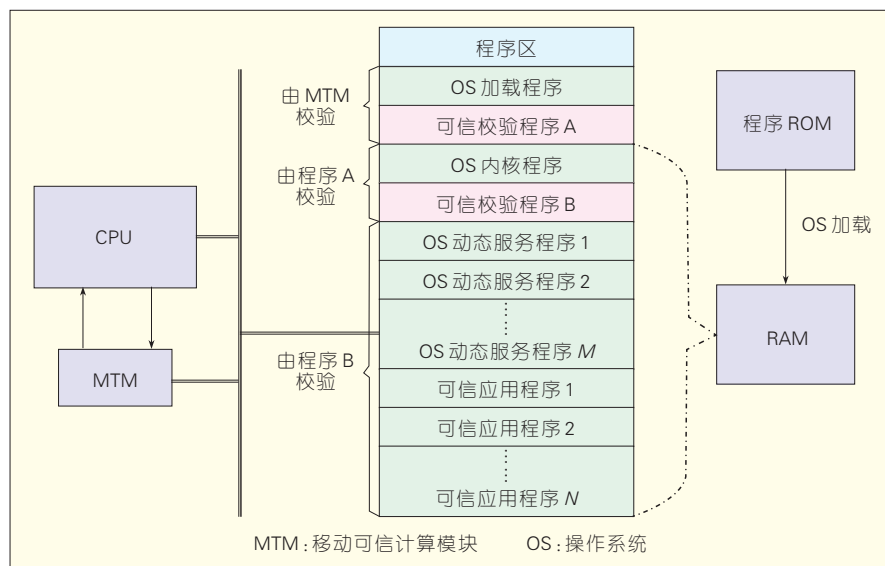 程序区
由 MTM
校验
OS 加载程序
可信校验程序 A
由程序 A
校验
OS 内核程序
可信校验程序 B
由程序 B
校验
OS 动态服务程序 1
OS 动态服务程序 2
OS 动态服务程序 M
可信应用程序 1
可信应用程序 2
可信应用程序 N
CPU
MTM
程序 ROM
OS 加载
RAM
MTM：移动可信计算模块 OS：操作系统